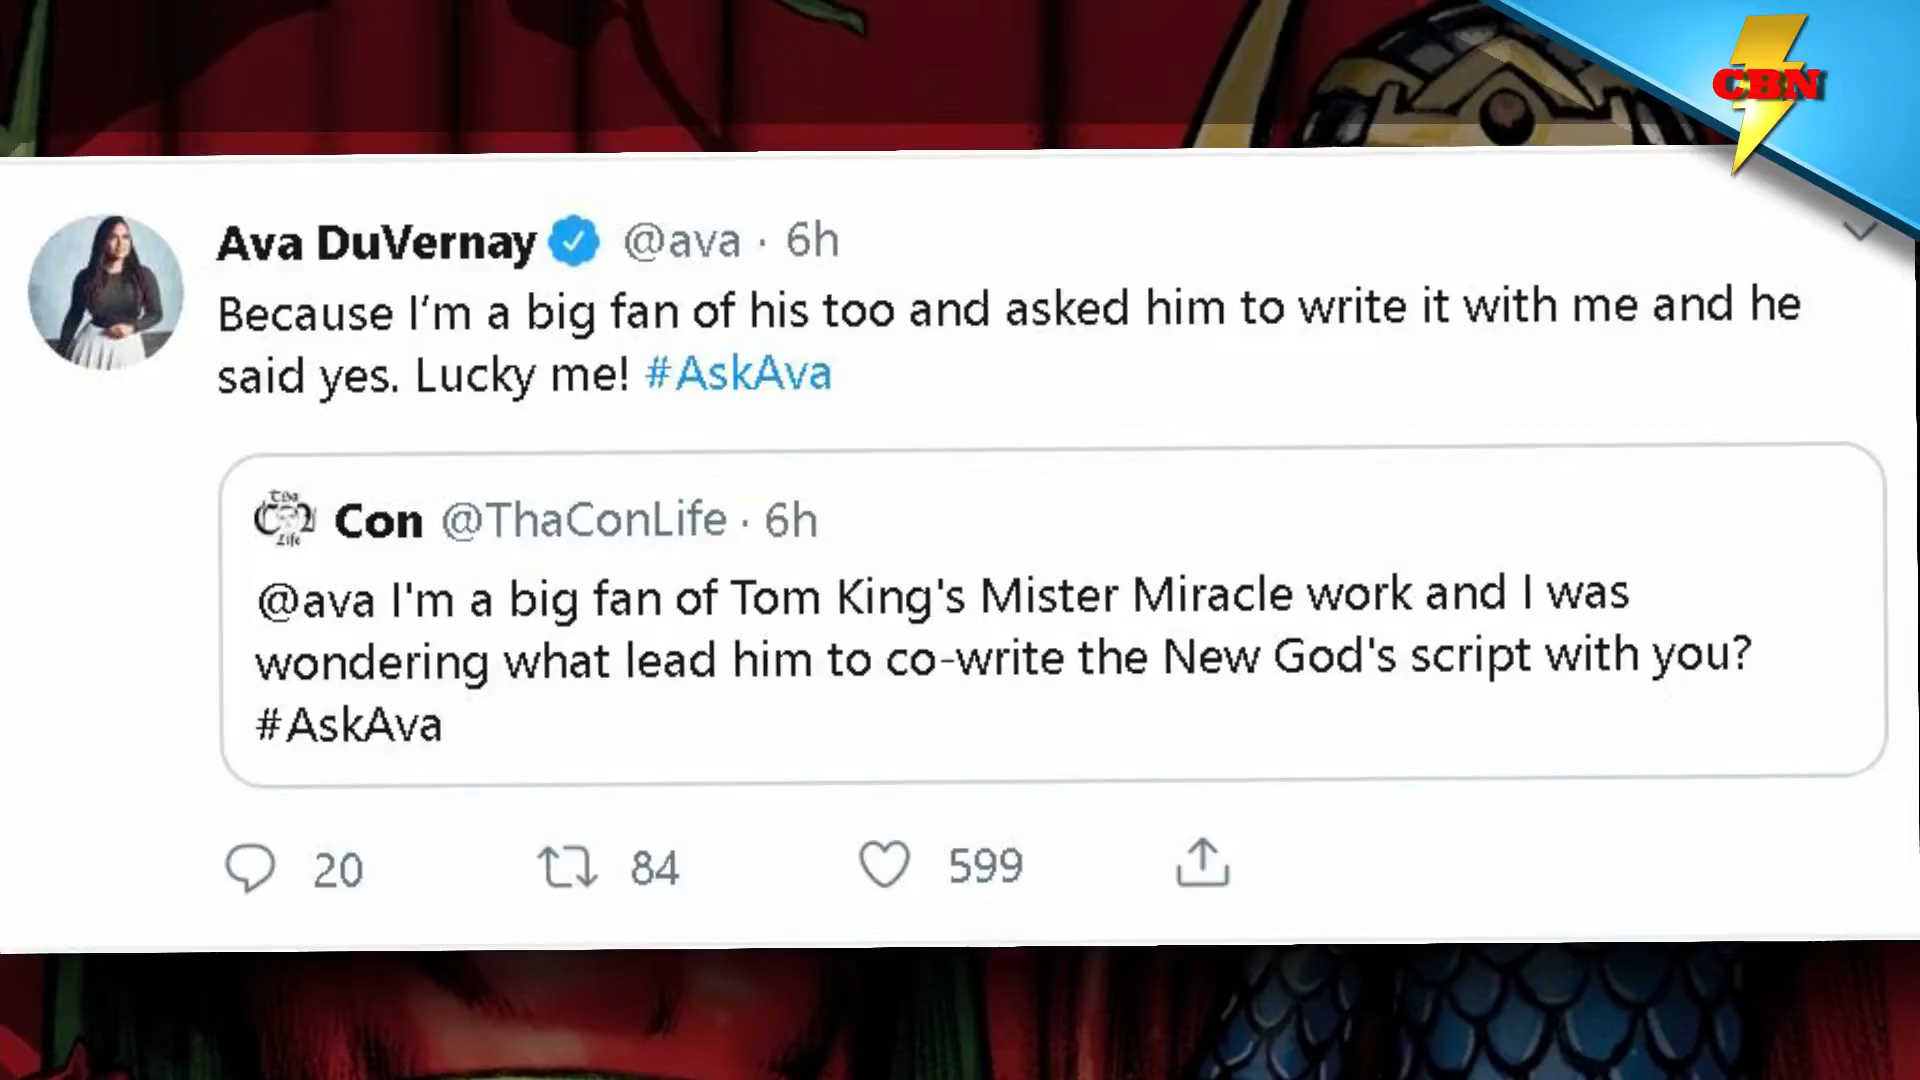 CBN
Ava DuVernay @ava · 6h
Because I’m a big fan of his too and asked him to write it with me and he
said yes. Lucky me! #AskAva
Tha
Con
Life
Con @ThaConLife · 6h
@ava I'm a big fan of Tom King's Mister Miracle work and I was
wondering what lead him to co-write the New God's script with you?
#AskAva
20 84 599